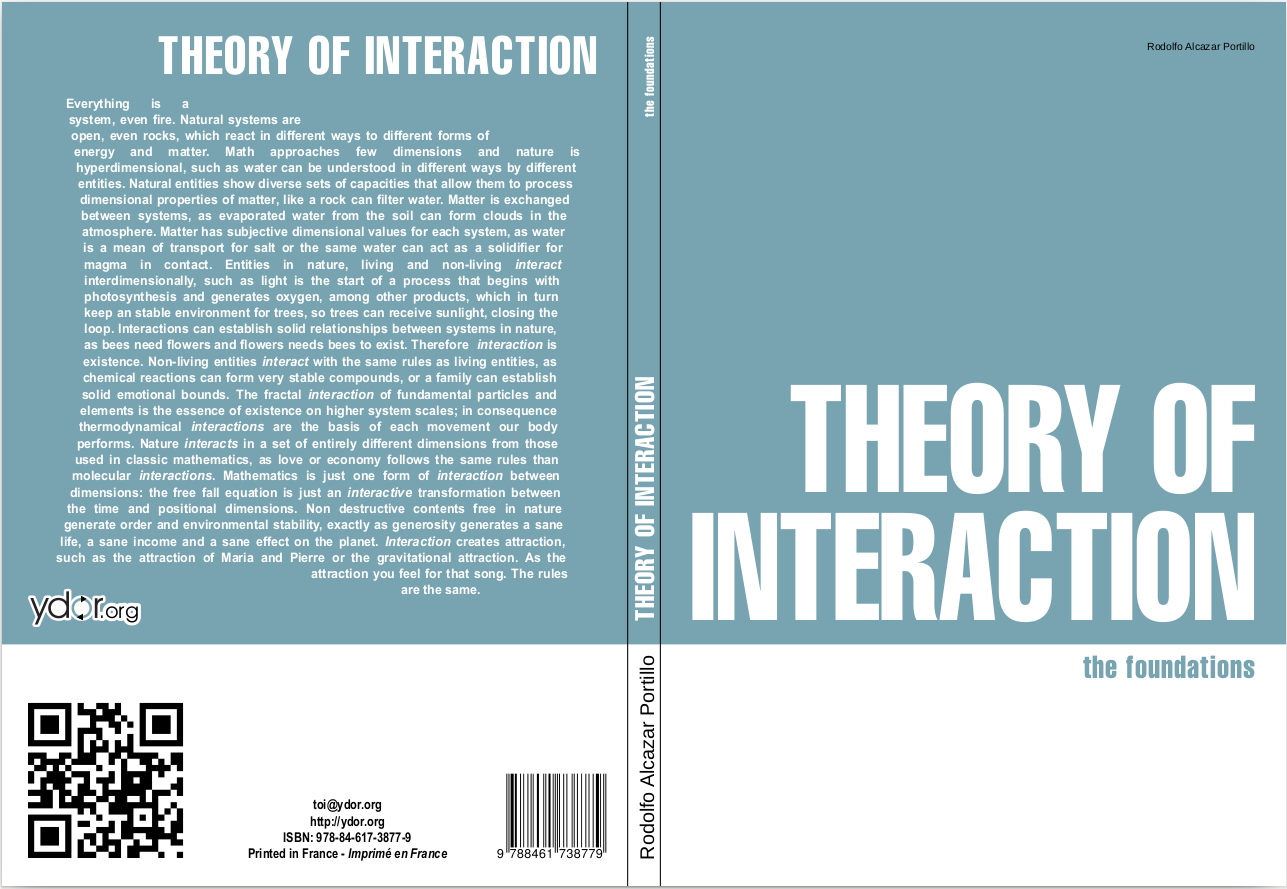 THEORY OF INTERACTION
Everything is a
system, even fire. Natural systems are
open, even rocks, which react in different ways to different forms of
energy and matter. Math approaches few dimensions and nature is
hyperdimensional, such as water can be understood in different ways by different
entities. Natural entities show diverse sets of capacities that allow them to process
dimensional properties of matter, like a rock can filter water. Matter is exchanged
between systems, as evaporated water from the soil can form clouds in the
atmosphere. Matter has subjective dimensional values for each system, as water
is a mean of transport for salt or the same water can act as a solidifier for
magma in contact. Entities in nature, living and non-living interact
interdimensionally, such as light is the start of a process that begins with
photosynthesis and generates oxygen, among other products, which in turn
keep an stable environment for trees, so trees can receive sunlight, closing the
loop. Interactions can establish solid relationships between systems in nature,
as bees need flowers and flowers needs bees to exist. Therefore interaction is
existence. Non-living entities interact with the same rules as living entities, as
chemical reactions can form very stable compounds, or a family can establish
solid emotional bounds. The fractal interaction of fundamental particles and
elements is the essence of existence on higher system scales; in consequence
thermodynamical interactions are the basis of each movement our body
performs. Nature interacts in a set of entirely different dimensions from those
used in classic mathematics, as love or economy follows the same rules than
molecular interactions. Mathematics is just one form of interaction between
dimensions: the free fall equation is just an interactive transformation between
the time and positional dimensions. Non destructive contents free in nature
generate order and environmental stability, exactly as generosity generates a sane
life, a sane income and a sane effect on the planet. Interaction creates attraction,
such as the attraction of Maria and Pierre or the gravitational attraction. As the
attraction you feel for that song. The rules
are the same.
ydor.org
toi@ydor.org
http://ydor.org
ISBN: 978-84-617-3877-9
Printed in France - Imprimé en France
9 788461 738779
the foundations
THEORY OF INTERACTION
Rodolfo Alcazar Portillo
Rodolfo Alcazar Portillo
THEORY OF
INTERACTION
the foundations